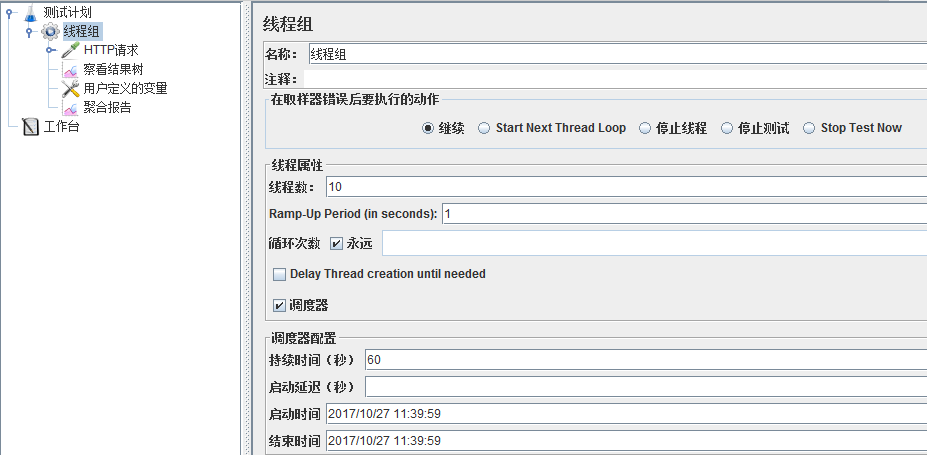 测试计划
线程组
HTTP请求
察看结果树
用户定义的变量
聚合报告
工作台
线程组
名称： 线程组
注释：
在取样器错误后要执行的动作
继续 Start Next Thread Loop 停止线程 停止测试 Stop Test Now
线程属性
线程数： 10
Ramp-Up Period (in seconds): 1
循环次数 永远
Delay Thread creation until needed
调度器
调度器配置
持续时间（秒） 60
启动延迟（秒）
启动时间 2017/10/27 11:39:59
结束时间 2017/10/27 11:39:59